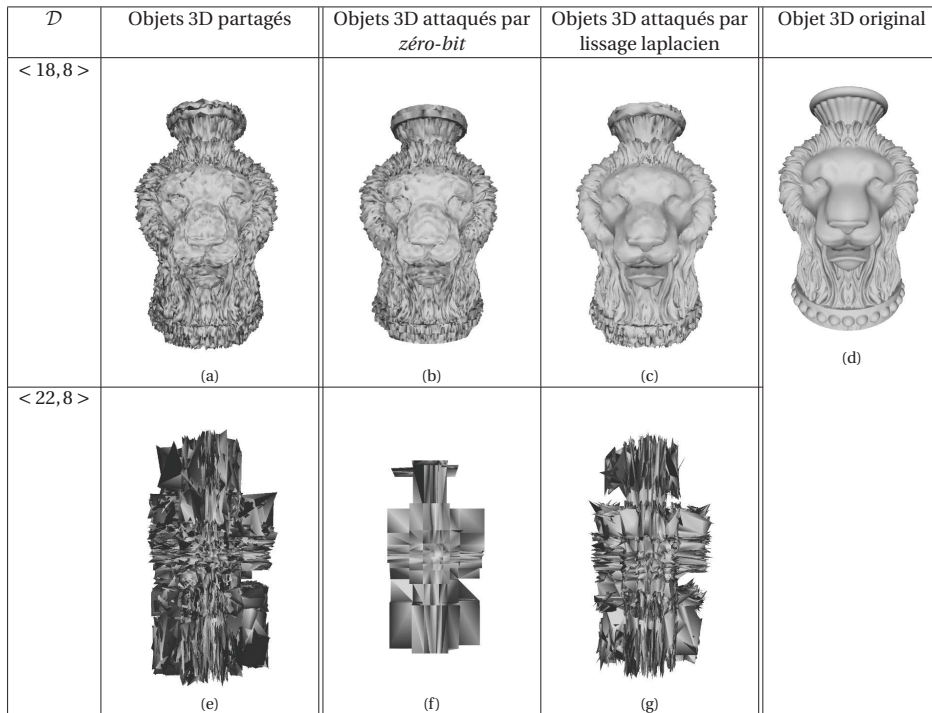 𝒟
Objets 3D partagés
Objets 3D attaqués par
zéro-bit
Objets 3D attaqués par
lissage laplacien
Objet 3D original
< 18,8 >
(a)
(b)
(c)
(d)
< 22,8 >
(e)
(f)
(g)